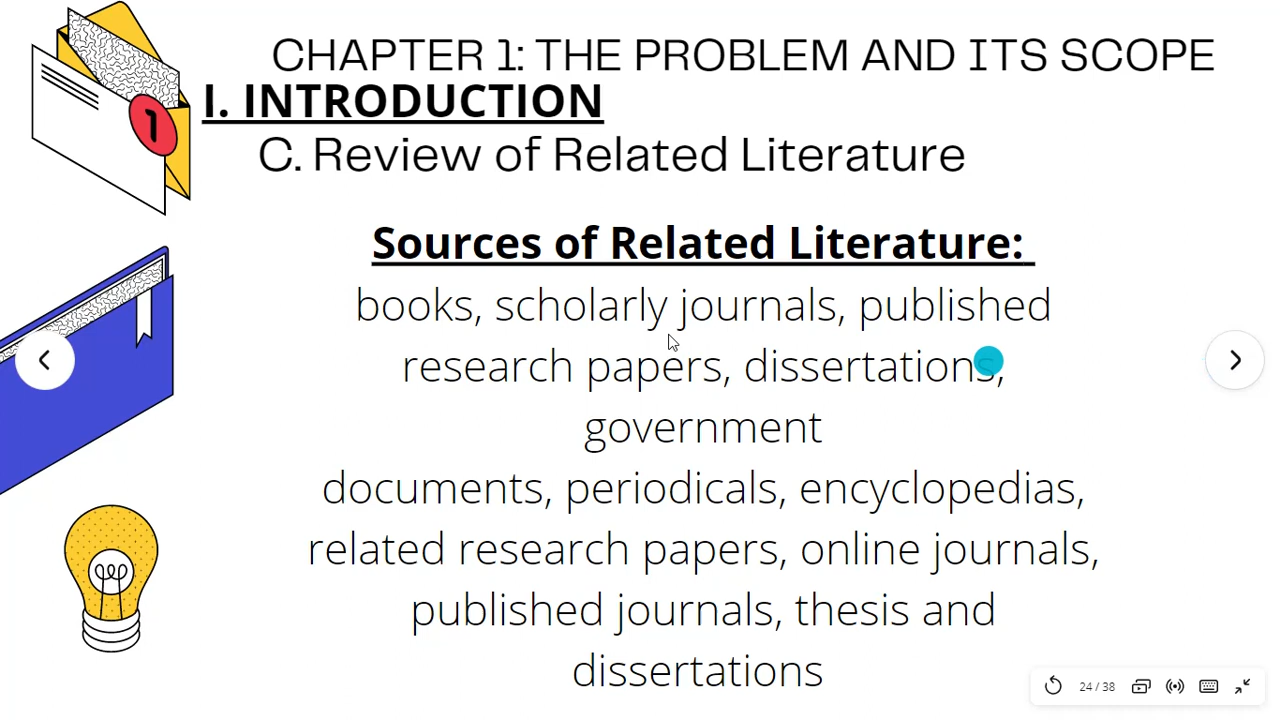 CHAPTER 1: THE PROBLEM AND ITS SCOPE
I. INTRODUCTION
1
C. Review of Related Literature
Sources of Related Literature:
books, scholarly journals, published
research papers, dissertations,
government
documents, periodicals, encyclopedias,
related research papers, online journals,
published journals, thesis and
dissertations
24 / 38